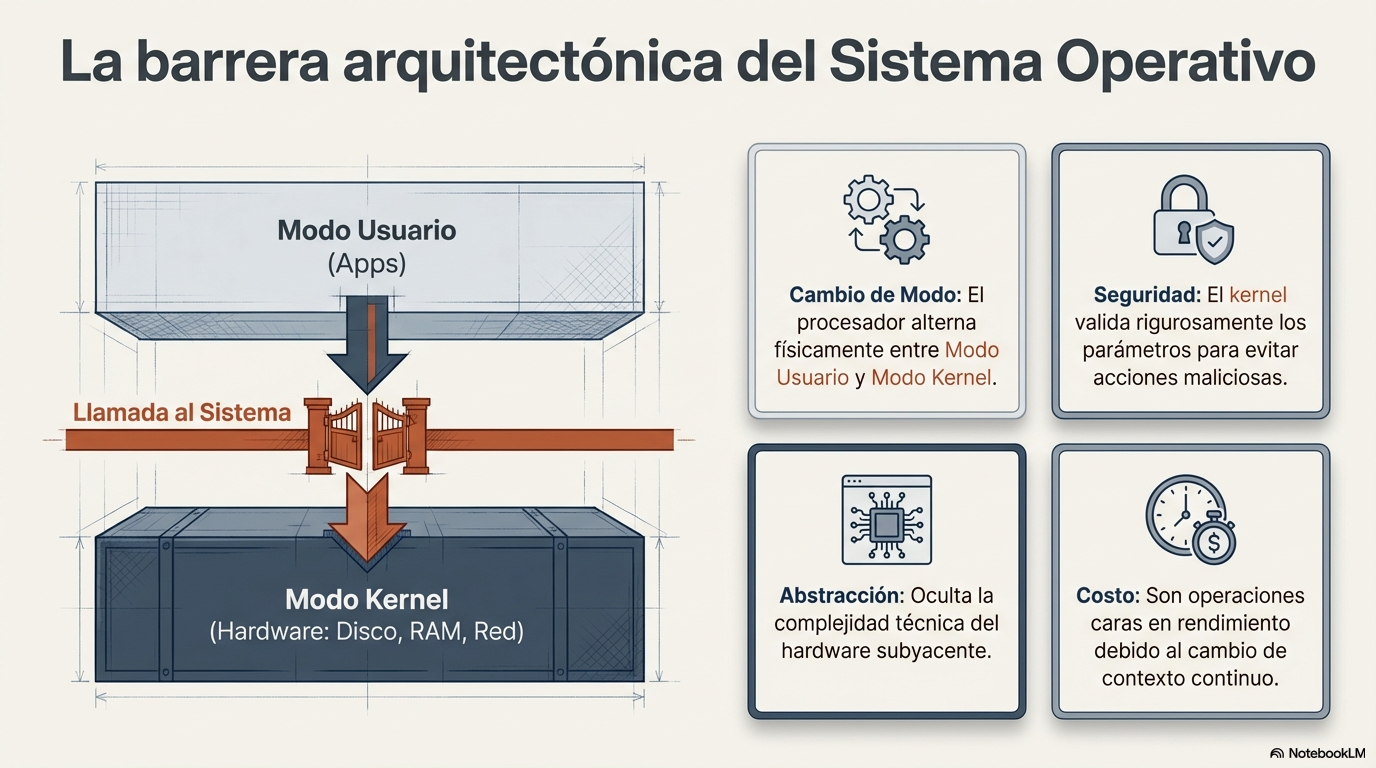 La barrera arquitectónica del Sistema Operativo
Modo Usuario
(Apps)
Llamada al Sistema
Modo Kernel
(Hardware: Disco, RAM, Red)
Cambio de Modo: El
procesador alterna
físicamente entre Modo
Usuario y Modo Kernel.
Seguridad: El kernel
valida rigurosamente los
parámetros para evitar
acciones maliciosas.
Abstracción: Oculta la
complejidad técnica del
hardware subyacente.
$
Costo: Son operaciones
caras en rendimiento
debido al cambio de
contexto continuo.
NotebookLM